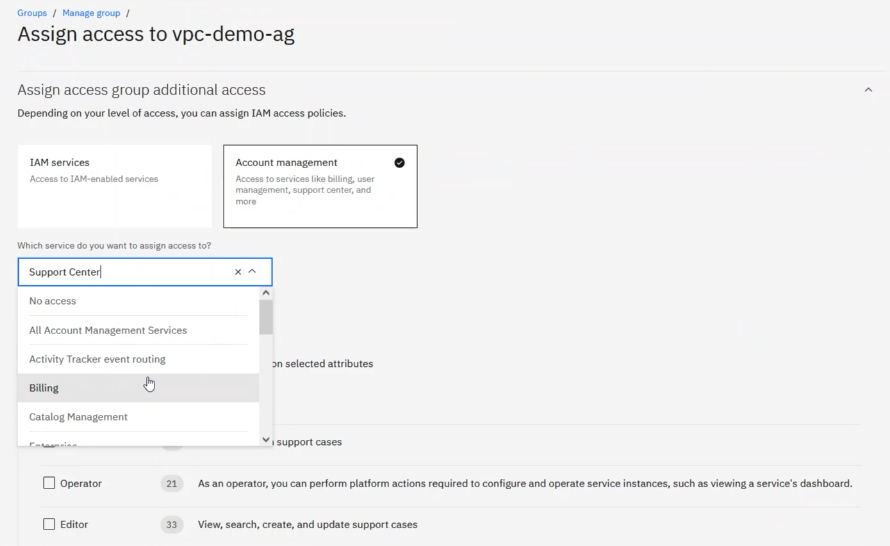 Groups / Manage group /
Assign access to vpc-demo-ag
Assign access group additional access
Depending on your level of access, you can assign IAM access policies.
IAM services
Access to IAM-enabled services
Account management
Access to services like billing, user
management, support center, and
more
Which service do you want to assign access to?
Support Center
No access
All Account Management Services
Activity Tracker event routing
on selected attributes
Billing
Catalog Management
support cases
Operator 21 As an operator, you can perform platform actions required to configure and operate service instances, such as viewing a service's dashboard.
Editor 33 View, search, create, and update support cases